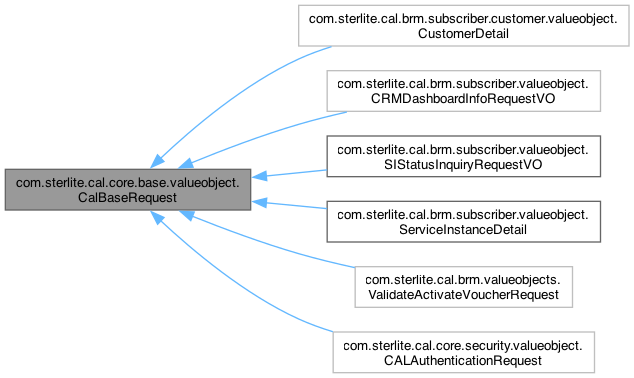 com.sterlite.cal.brm.subscriber.customer.valueobject.
CustomerDetail
com.sterlite.cal.brm.subscriber.valueobject.
CRMDashboardInfoRequestVO
com.sterlite.cal.brm.subscriber.valueobject.
SIStatusInquiryRequestVO
com.sterlite.cal.core.base.valueobject.
CalBaseRequest
com.sterlite.cal.brm.subscriber.valueobject.
ServiceInstanceDetail
com.sterlite.cal.brm.valueobjects.
ValidateActivateVoucherRequest
com.sterlite.cal.core.security.valueobject.
CALAuthenticationRequest